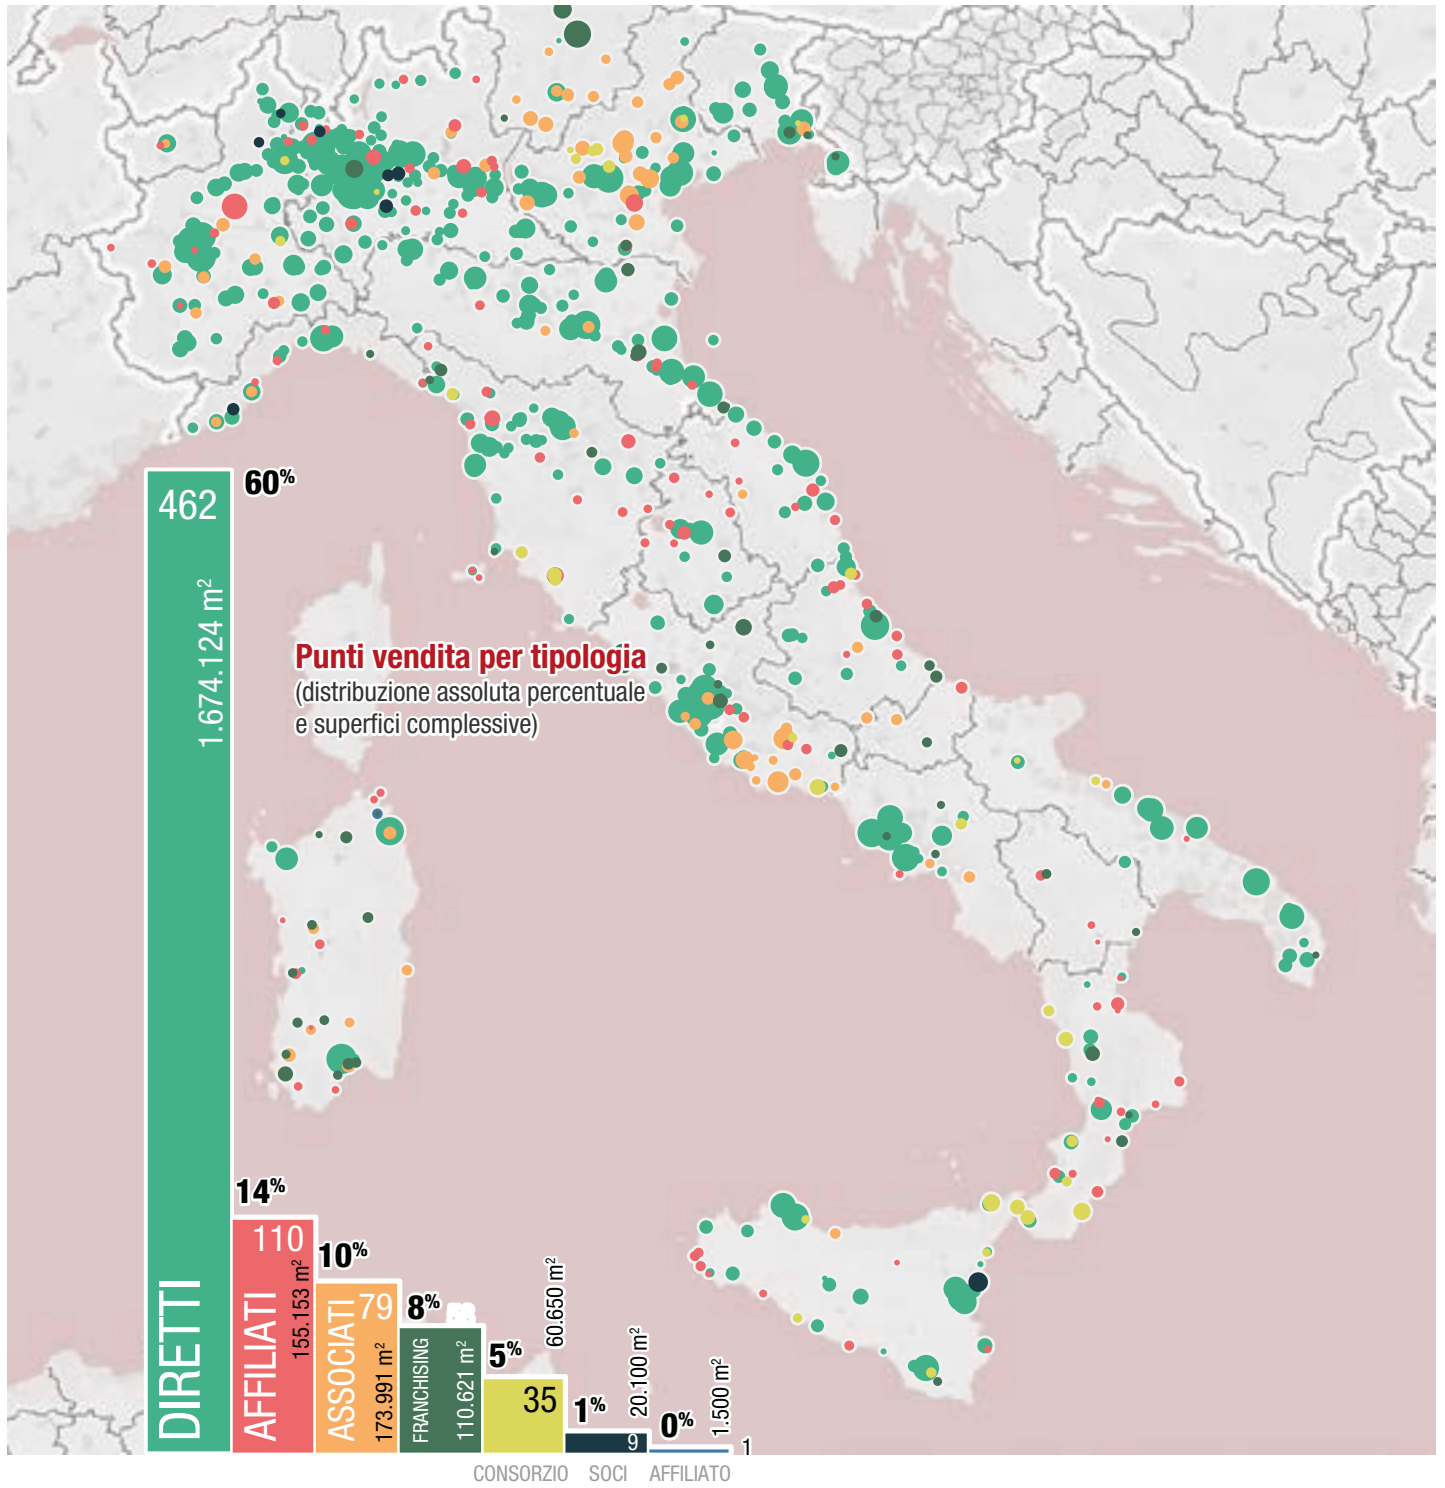 462
60%
1.674.124 m²
DIRETTI
Punti vendita per tipologia
(distribuzione assoluta percentuale
e superfici complessive)
14%
110
155.153 m²
AFFILIATI
10%
79
173.991 m²
ASSOCIATI
8%
110.621 m²
FRANCHISING
5%
35
60.650 m²
CONSORZIO
1%
9
20.100 m²
SOCI
0%
1
1.500 m²
AFFILIATO